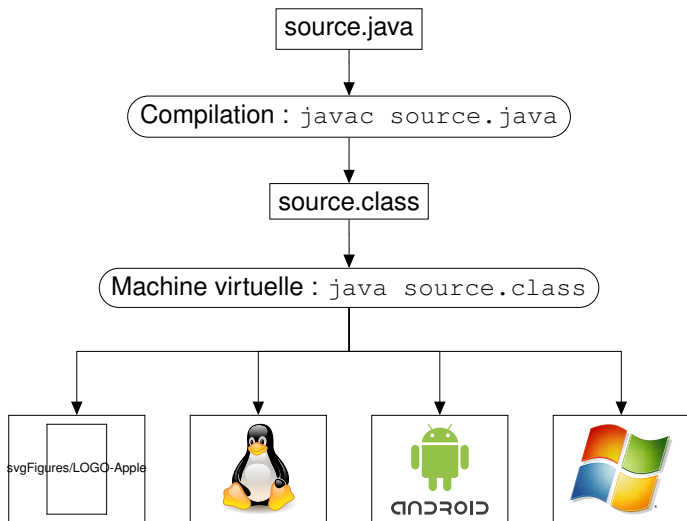 source.java
Compilation : javac source.java
source.class
Machine virtuelle : java source.class
svgFigures/LOGO-Apple
ANDROID